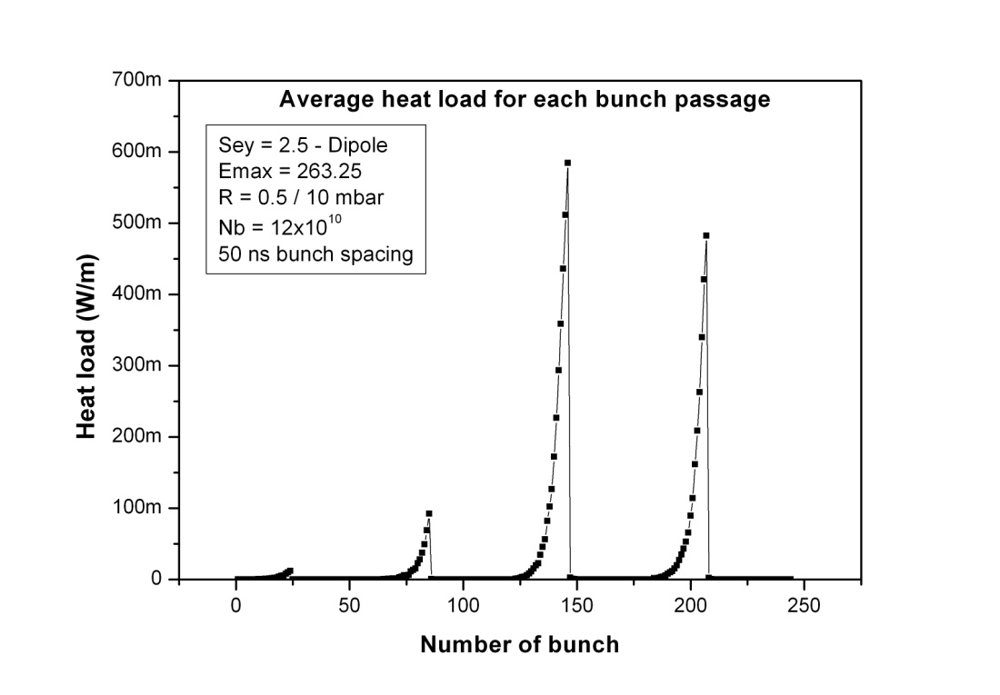 Average heat load for each bunch passage
Sey = 2.5 - Dipole
Emax = 263.25
R = 0.5 / 10 mbar
Nb = 12x10^10
50 ns bunch spacing
700m
600m
500m
400m
300m
200m
100m
0
Heat load (W/m)
0 50 100 150 200 250
Number of bunch